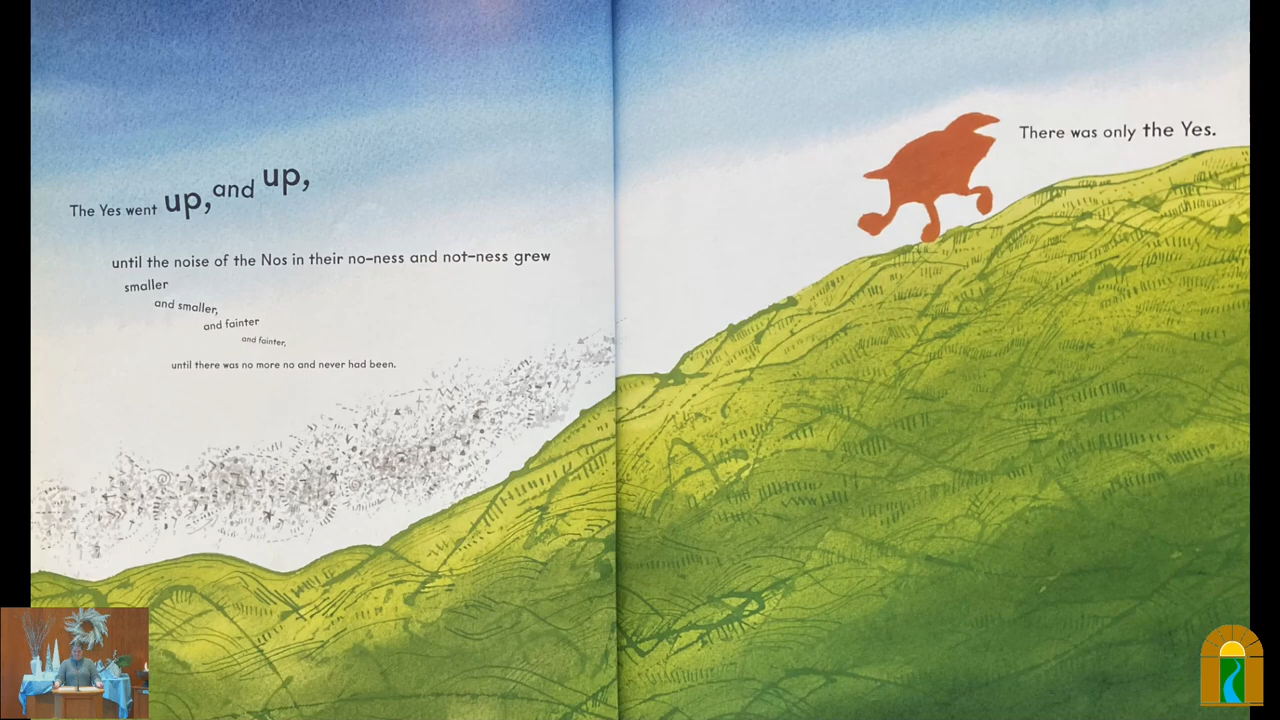 The Yes went up, and up,
until the noise of the Nos in their no-ness and not-ness grew
smaller
and smaller,
and fainter
and fainter,
until there was no more no and never had been.
There was only the Yes.